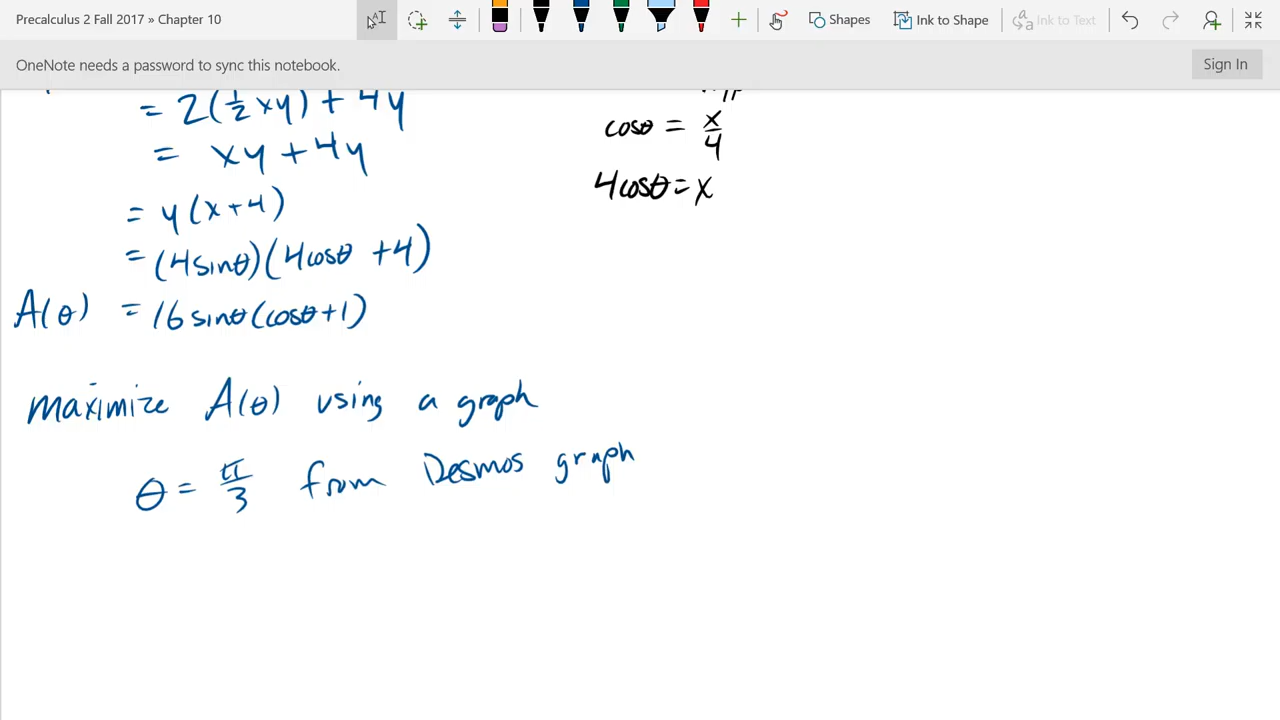 Precalculus 2 Fall 2017 » Chapter 10
Shapes
Ink to Shape
Ink to Text
OneNote needs a password to sync this notebook.
Sign In
= 2(½xy) + 4y
= xy + 4y
= y(x+4)
= (4sinθ)(4cosθ +4)
A(θ) = 16sinθ(cosθ+1)
cosθ = x/4
4cosθ = x
maximize A(θ) using a graph
θ = π/3 from Desmos graph